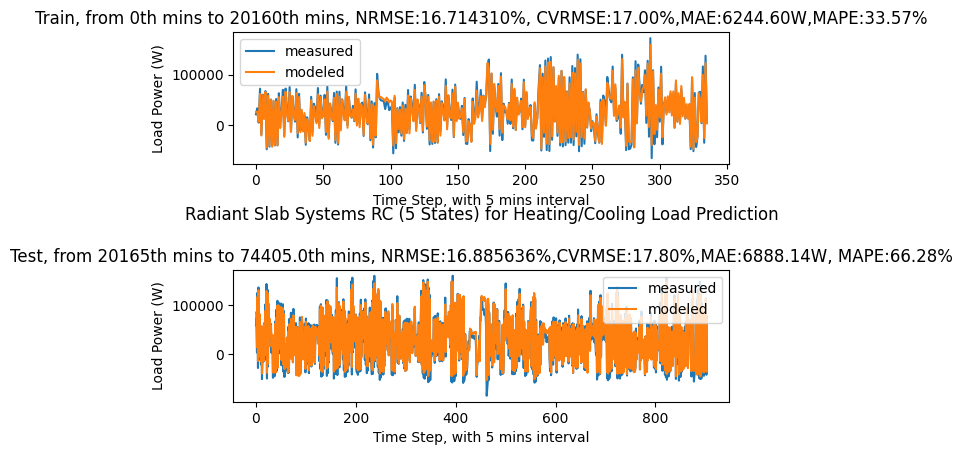 Train, from 0th mins to 20160th mins, NRMSE:16.714310%, CVRMSE:17.00%,MAE:6244.60W,MAPE:33.57%
measured
modeled
Load Power (W)
100000
0
0 50 100 150 200 250 300 350
Time Step, with 5 mins interval
Radiant Slab Systems RC (5 States) for Heating/Cooling Load Prediction
Test, from 20165th mins to 74405.0th mins, NRMSE:16.885636%,CVRMSE:17.80%,MAE:6888.14W, MAPE:66.28%
measured
modeled
Load Power (W)
100000
0
0 200 400 600 800
Time Step, with 5 mins interval